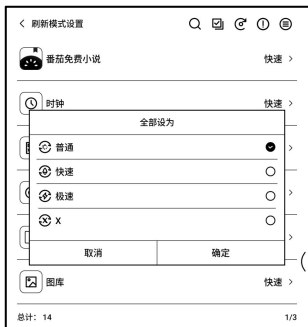 刷新模式设置
番茄免费小说 快速
时钟 快速
全部设为
普通
快速
极速
X
取消 确定
图库 快速
总计：14 1/3